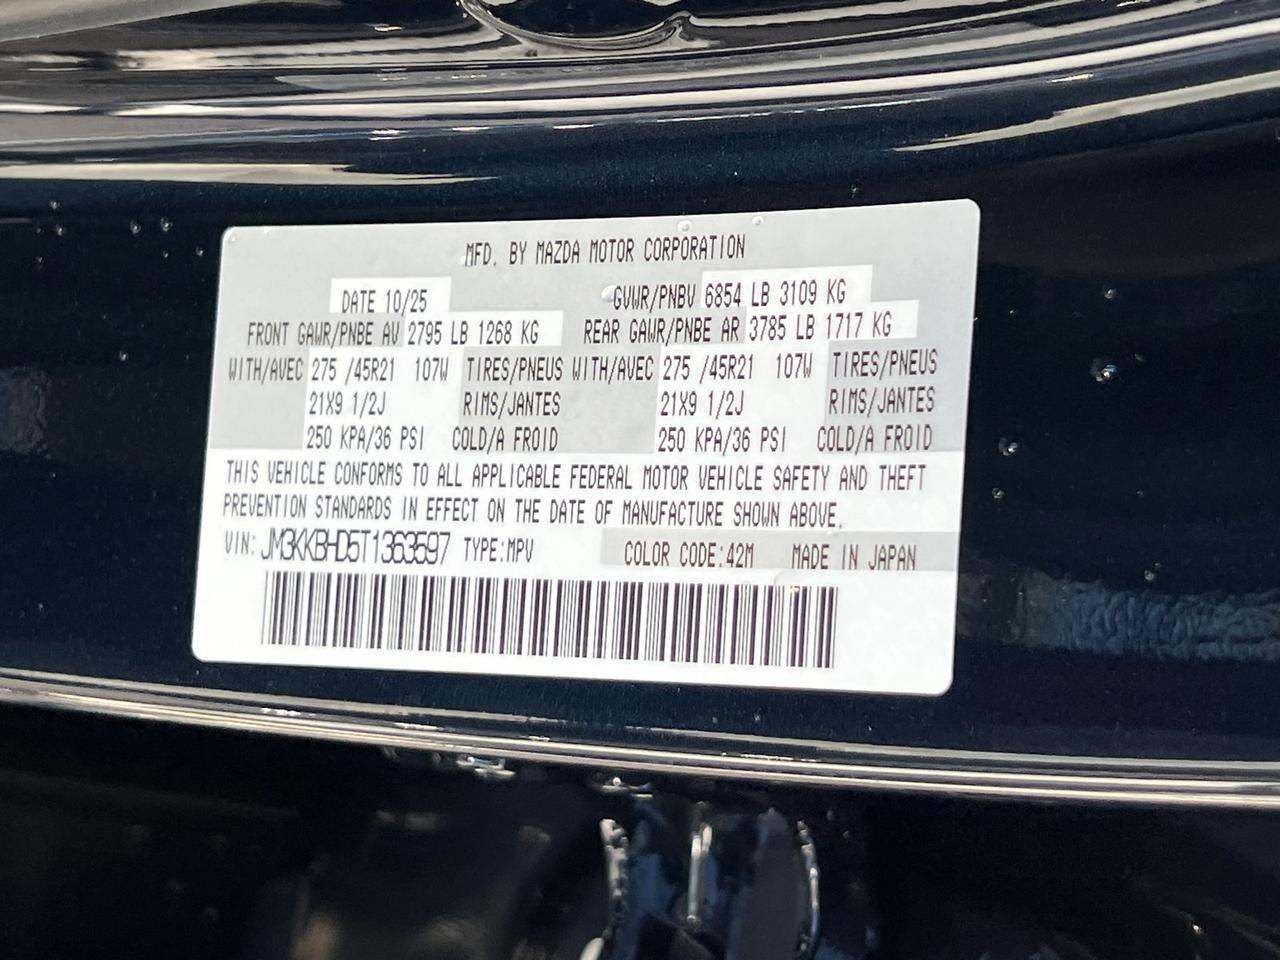 MFD. BY MAZDA MOTOR CORPORATION
DATE 10/25 GVWR/PNBV 6854 LB 3109 KG
FRONT GAWR/PNBE AV 2795 LB 1268 KG REAR GAWR/PNBE AR 3785 LB 1717 KG
WITH/AVEC 275 /45R21 107W TIRES/PNEUS WITH/AVEC 275 /45R21 107W TIRES/PNEUS
21X9 1/2J RIMS/JANTES 21X9 1/2J RIMS/JANTES
250 KPA/36 PSI COLD/A FROID 250 KPA/36 PSI COLD/A FROID
THIS VEHICLE CONFORMS TO ALL APPLICABLE FEDERAL MOTOR VEHICLE SAFETY AND THEFT
PREVENTION STANDARDS IN EFFECT ON THE DATE OF MANUFACTURE SHOWN ABOVE.
VIN: JM3KKBHD5T1363597 TYPE:MPV COLOR CODE:42M MADE IN JAPAN